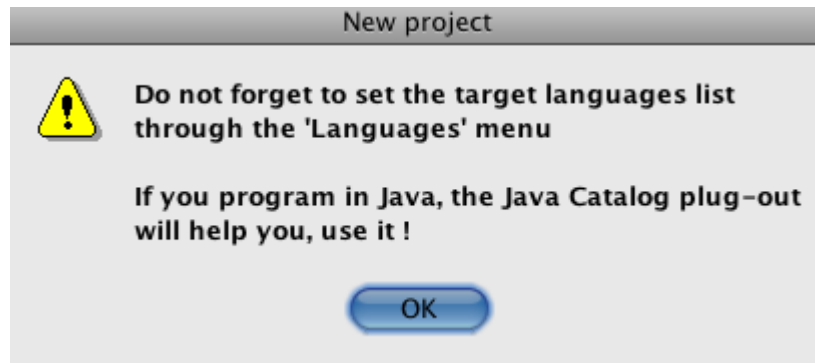 New project
Do not forget to set the target languages list
through the 'Languages' menu
If you program in Java, the Java Catalog plug-out
will help you, use it !
OK